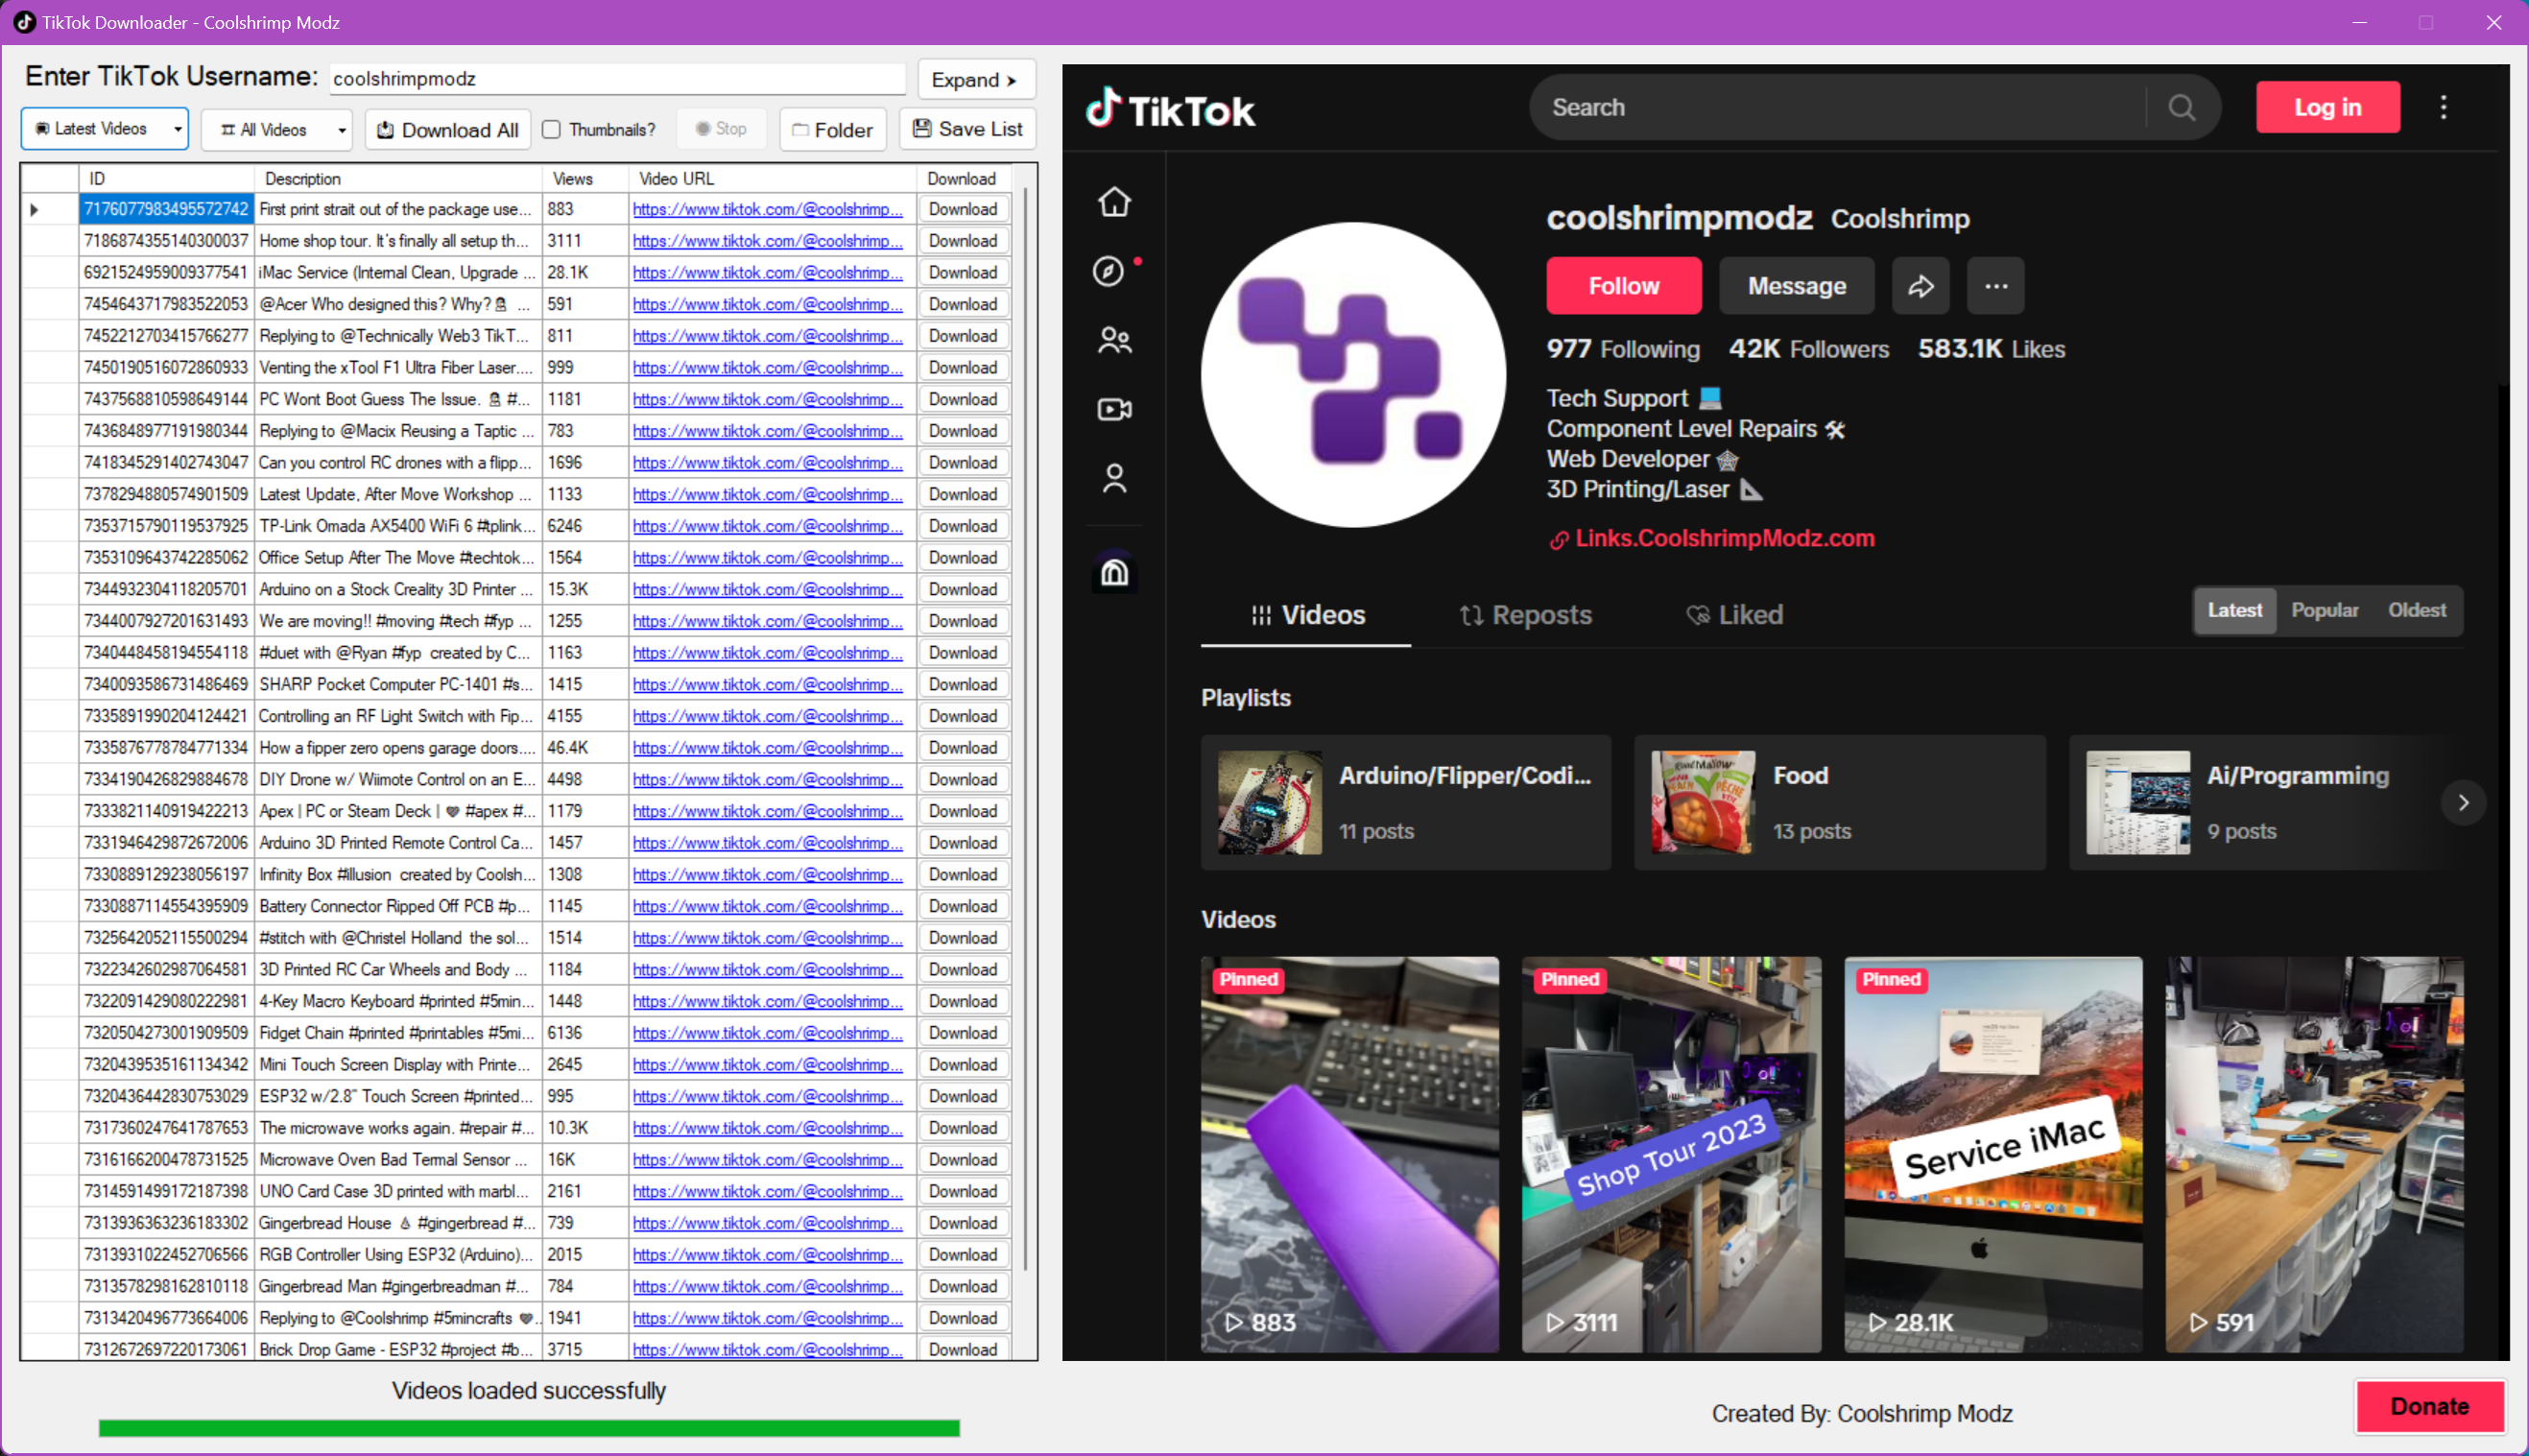 TikTok Downloader - Coolshrimp Modz
Enter TikTok Username: coolshrimpmodz Expand >
Latest Videos All Videos Download All Thumbnails? Stop Folder Save List
ID Description Views Video URL Download
7176077983495572742 First print strait out of the package use... 883 https://www.tiktok.com/@coolshrimp... Download
7186874355140300037 Home shop tour. It's finally all setup th... 3111 https://www.tiktok.com/@coolshrimp... Download
6921524959009377541 iMac Service (Internal Clean, Upgrade ... 28.1K https://www.tiktok.com/@coolshrimp... Download
7454643717983522053 @Acer Who designed this? Why? ... 591 https://www.tiktok.com/@coolshrimp... Download
7452212703415766277 Replying to @Technically Web3 TikT... 811 https://www.tiktok.com/@coolshrimp... Download
7450190516072860933 Venting the xTool F1 Ultra Fiber Laser.... 999 https://www.tiktok.com/@coolshrimp... Download
7437568810598649144 PC Wont Boot Guess The Issue. #... 1181 https://www.tiktok.com/@coolshrimp... Download
7436848977191980344 Replying to @Macix Reusing a Taptic ... 783 https://www.tiktok.com/@coolshrimp... Download
7418345291402743047 Can you control RC drones with a flipp... 1696 https://www.tiktok.com/@coolshrimp... Download
7378294880574901509 Latest Update, After Move Workshop ... 1133 https://www.tiktok.com/@coolshrimp... Download
7353715790119537925 TP-Link Omada AX5400 WiFi 6 #tplink... 6246 https://www.tiktok.com/@coolshrimp... Download
7353109643742285062 Office Setup After The Move #techtok... 1564 https://www.tiktok.com/@coolshrimp... Download
7344932304118205701 Arduino on a Stock Creality 3D Printer ... 15.3K https://www.tiktok.com/@coolshrimp... Download
7344007927201631493 We are moving!! #moving #tech #fyp ... 1255 https://www.tiktok.com/@coolshrimp... Download
7340448458194554118 #duet with @Ryan #fyp created by C... 1163 https://www.tiktok.com/@coolshrimp... Download
7340093586731486469 SHARP Pocket Computer PC-1401 #s... 1415 https://www.tiktok.com/@coolshrimp... Download
7335891990204124421 Controlling an RF Light Switch with Fip... 4155 https://www.tiktok.com/@coolshrimp... Download
7335876778784771334 How a fipper zero opens garage doors.... 46.4K https://www.tiktok.com/@coolshrimp... Download
7334190426829884678 DIY Drone w/ Wiimote Control on an E... 4498 https://www.tiktok.com/@coolshrimp... Download
7333821140919422213 Apex | PC or Steam Deck | 🖤 #apex #... 1179 https://www.tiktok.com/@coolshrimp... Download
7331946429872672006 Arduino 3D Printed Remote Control Ca... 1457 https://www.tiktok.com/@coolshrimp... Download
7330889129238056197 Infinity Box #illusion created by Coolsh... 1308 https://www.tiktok.com/@coolshrimp... Download
7330887114554395909 Battery Connector Ripped Off PCB #p... 1145 https://www.tiktok.com/@coolshrimp... Download
7325642052115500294 #stitch with @Christel Holland the sol... 1514 https://www.tiktok.com/@coolshrimp... Download
7322342602987064581 3D Printed RC Car Wheels and Body ... 1184 https://www.tiktok.com/@coolshrimp... Download
7322091429080222981 4-Key Macro Keyboard #printed #5min... 1448 https://www.tiktok.com/@coolshrimp... Download
7320504273001909509 Fidget Chain #printed #printables #5mi... 6136 https://www.tiktok.com/@coolshrimp... Download
7320439535161134342 Mini Touch Screen Display with Printe... 2645 https://www.tiktok.com/@coolshrimp... Download
7320436442830753029 ESP32 w/2.8" Touch Screen #printed... 995 https://www.tiktok.com/@coolshrimp... Download
7317360247641787653 The microwave works again. #repair #... 10.3K https://www.tiktok.com/@coolshrimp... Download
7316166200478731525 Microwave Oven Bad Termal Sensor ... 16K https://www.tiktok.com/@coolshrimp... Download
7314591499172187398 UNO Card Case 3D printed with marbl... 2161 https://www.tiktok.com/@coolshrimp... Download
7313936363236183302 Gingerbread House #gingerbread #... 739 https://www.tiktok.com/@coolshrimp... Download
7313931022452706566 RGB Controller Using ESP32 (Arduino)... 2015 https://www.tiktok.com/@coolshrimp... Download
7313578298162810118 Gingerbread Man #gingerbreadman #... 784 https://www.tiktok.com/@coolshrimp... Download
7313420496773664006 Replying to @Coolshrimp #5mincrafts 🖤.. 1941 https://www.tiktok.com/@coolshrimp... Download
7312672697220173061 Brick Drop Game - ESP32 #project #b... 3715 https://www.tiktok.com/@coolshrimp... Download
Videos loaded successfully
TikTok Search Log in
coolshrimpmodz Coolshrimp
Follow Message
977 Following 42K Followers 583.1K Likes
Tech Support 💻
Component Level Repairs 🛠
Web Developer 🕸
3D Printing/Laser 📐
Links.CoolshrimpModz.com
Videos Reposts Liked Latest Popular Oldest
Playlists
Arduino/Flipper/Codi...
11 posts
Food
13 posts
Ai/Programming
9 posts
Videos
Pinned
883
Pinned
Shop Tour 2023
3111
Pinned
Service iMac
28.1K
591
Created By: Coolshrimp Modz
Donate